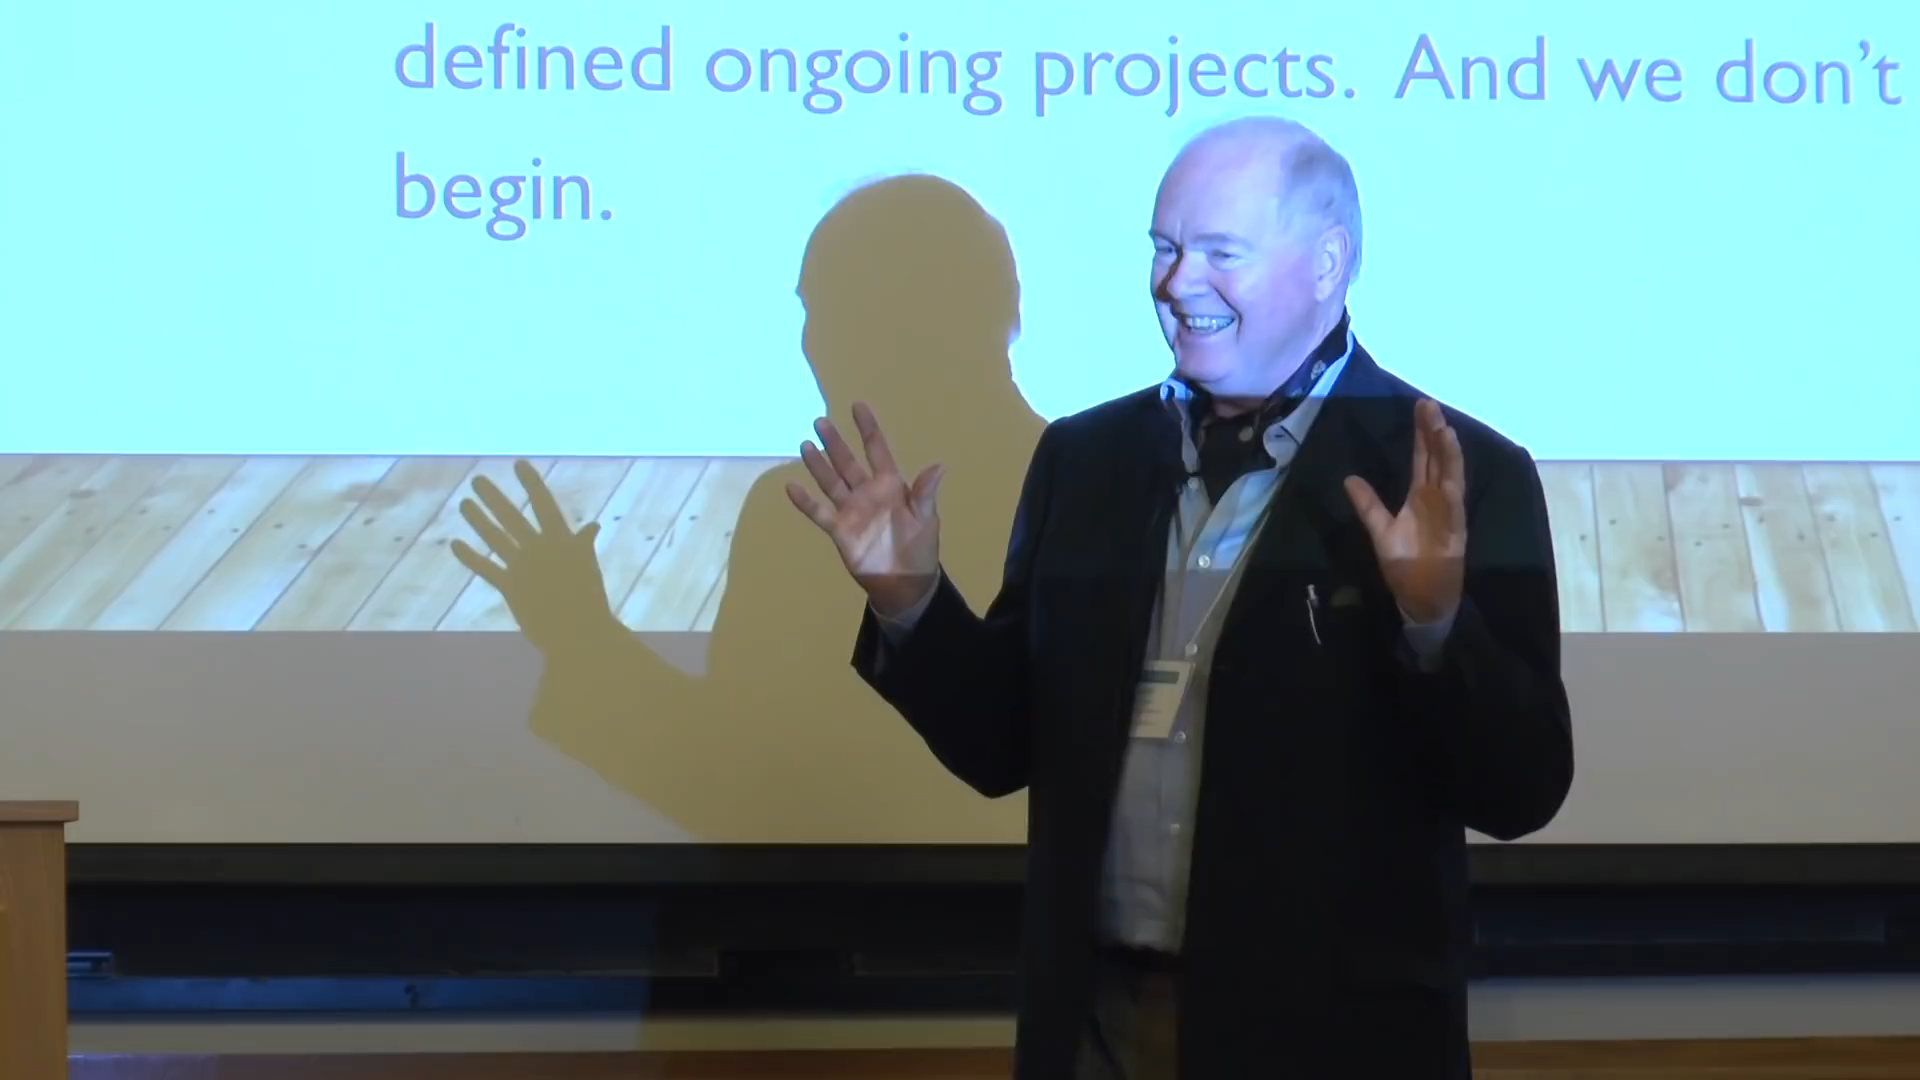 defined ongoing projects. And we don’t
begin.